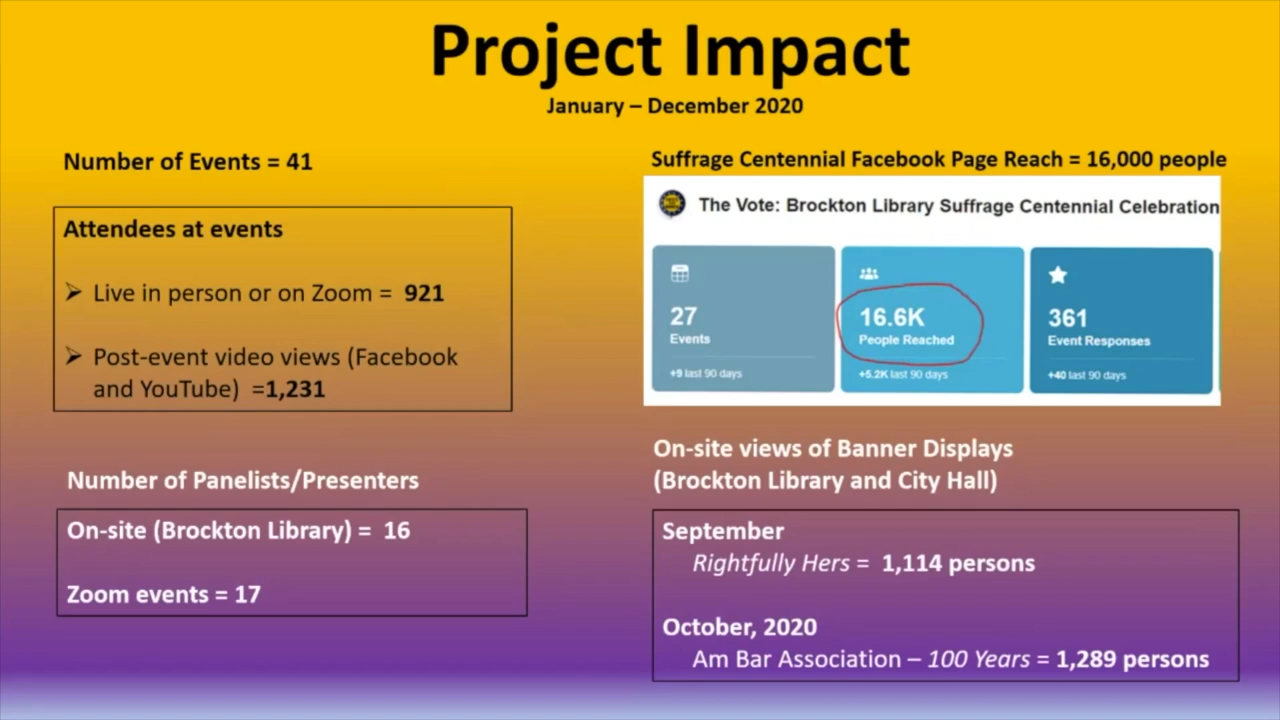 Project Impact
January – December 2020
Number of Events = 41
Attendees at events
➢ Live in person or on Zoom = 921
➢ Post-event video views (Facebook
and YouTube) =1,231
Number of Panelists/Presenters
On-site (Brockton Library) = 16
Zoom events = 17
Suffrage Centennial Facebook Page Reach = 16,000 people
The Vote: Brockton Library Suffrage Centennial Celebration
27
Events
+9 last 90 days
16.6K
People Reached
+5.2K last 90 days
361
Event Responses
+40 last 90 days
On-site views of Banner Displays
(Brockton Library and City Hall)
September
Rightfully Hers = 1,114 persons
October, 2020
Am Bar Association – 100 Years = 1,289 persons